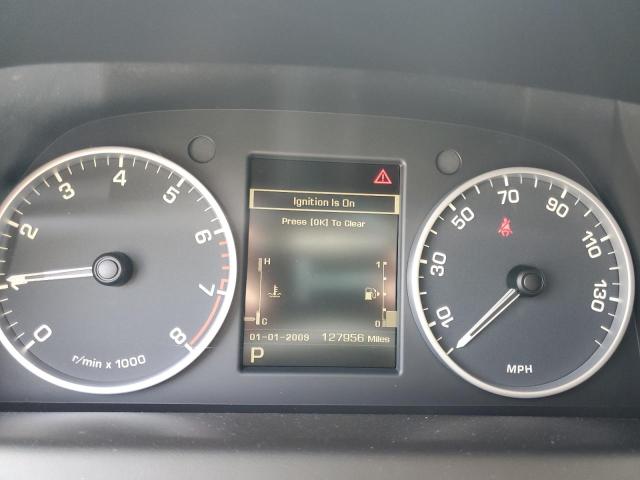 0 1 2 3 4 5 6 7 8
r/min x 1000
Ignition Is On
Press [OK] To Clear
H
C
1
0
01-01-2009 127956 Miles
P
10 30 50 70 90 110 130
MPH